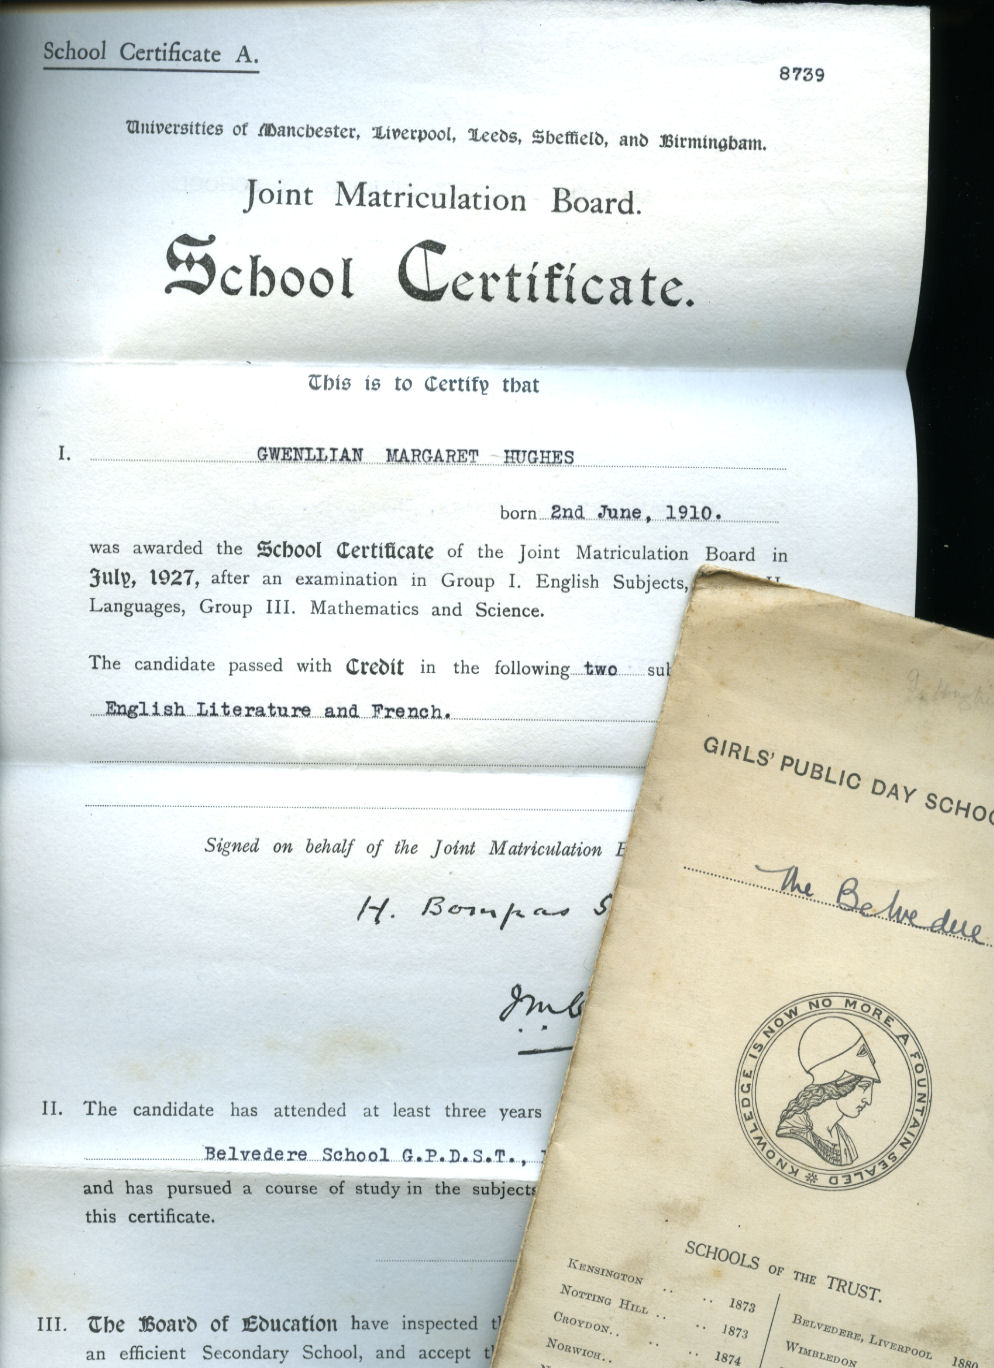 School Certificate A.
8739
Universities of Manchester, Liverpool, Leeds, Sheffield, and Birmingham.
Joint Matriculation Board.
School Certificate.
This is to Certify that
I. GWENLLIAN MARGARET HUGHES
born 2nd June, 1910.
was awarded the School Certificate of the Joint Matriculation Board in
July, 1927, after an examination in Group I. English Subjects,
Languages, Group III. Mathematics and Science.
The candidate passed with Credit in the following two
English Literature and French.
Signed on behalf of the Joint Matriculation
H. Bompas
II. The candidate has attended at least three years
Belvedere School G.P.D.S.T.,
and has pursued a course of study in the subjects
this certificate.
III. The Board of Education have inspected
an efficient Secondary School, and accept
GIRLS' PUBLIC DAY
The Belvedere
KNOWLEDGE IS NOW NO MORE A FOUNTAIN SEALED
SCHOOLS OF THE TRUST.
KENSINGTON .. .. 1873
NOTTING HILL .. .. 1873
CROYDON.. .. .. 1874
NORWICH..
BELVEDERE, LIVERPOOL 1880
WIMBLEDON